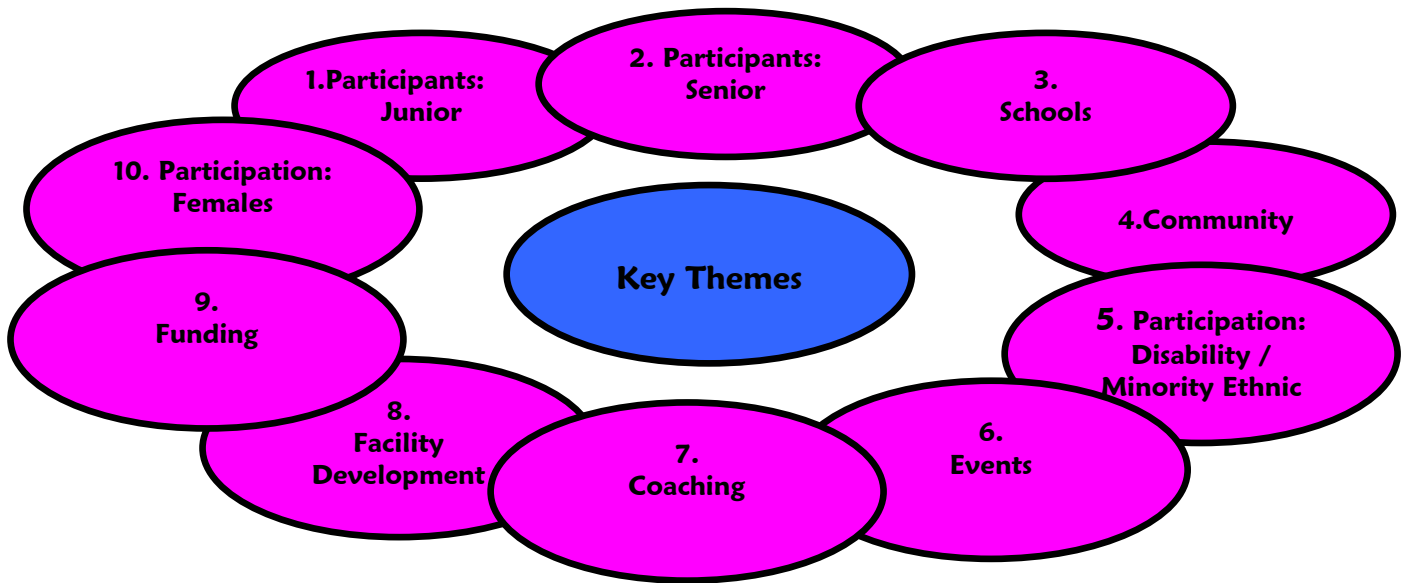 1.Participants:
Junior
2. Participants:
Senior
3.
Schools
4.Community
5. Participation:
Disability /
Minority Ethnic
6.
Events
7.
Coaching
8.
Facility
Development
9.
Funding
10. Participation:
Females
Key Themes